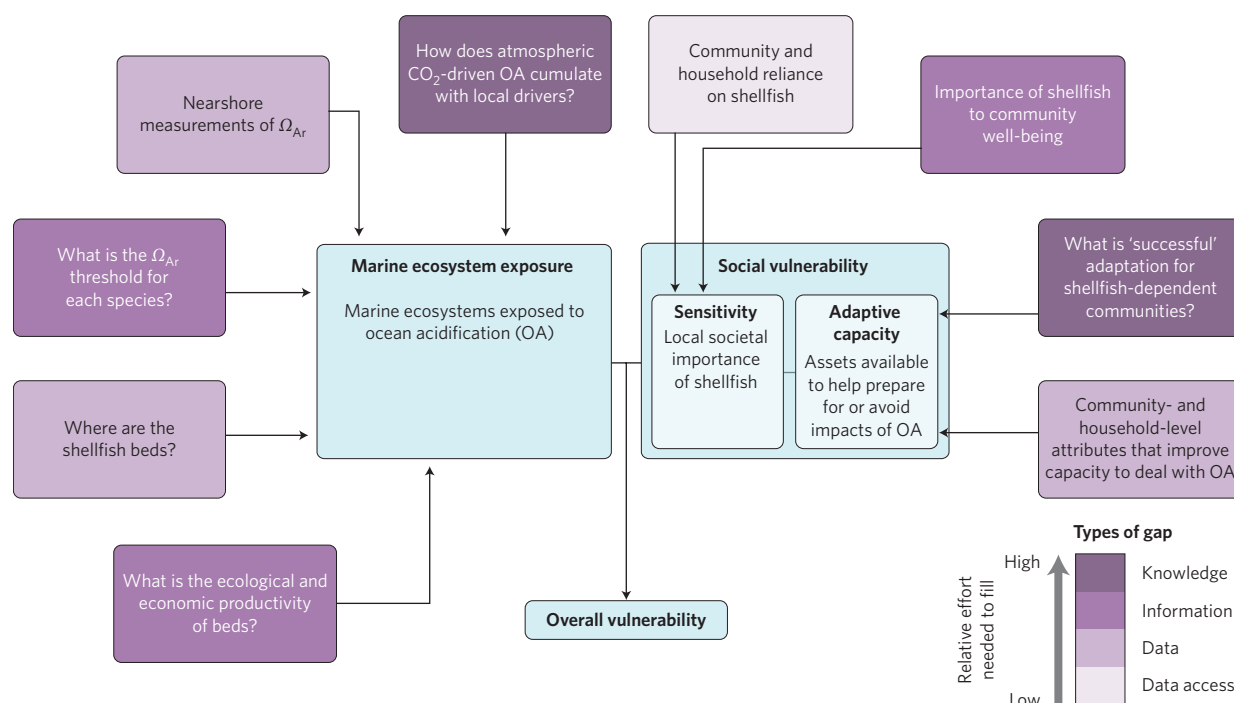 How does atmospheric
CO₂-driven OA cumulate
with local drivers?
Community and
household reliance
on shellfish
Nearshore
measurements of Ω_Ar
Importance of shellfish
to community
well-being
What is the Ω_Ar
threshold for
each species?
Marine ecosystem exposure
Marine ecosystems exposed to
ocean acidification (OA)
Social vulnerability
Sensitivity
Local societal
importance
of shellfish
Adaptive
capacity
Assets available
to help prepare
for or avoid
impacts of OA
What is ‘successful’
adaptation for
shellfish-dependent
communities?
Where are the
shellfish beds?
Community- and
household-level
attributes that improve
capacity to deal with OA
What is the ecological and
economic productivity
of beds?
Overall vulnerability
Types of gap
High
Knowledge
Information
Data
Data access
Low
Relative effort
needed to fill